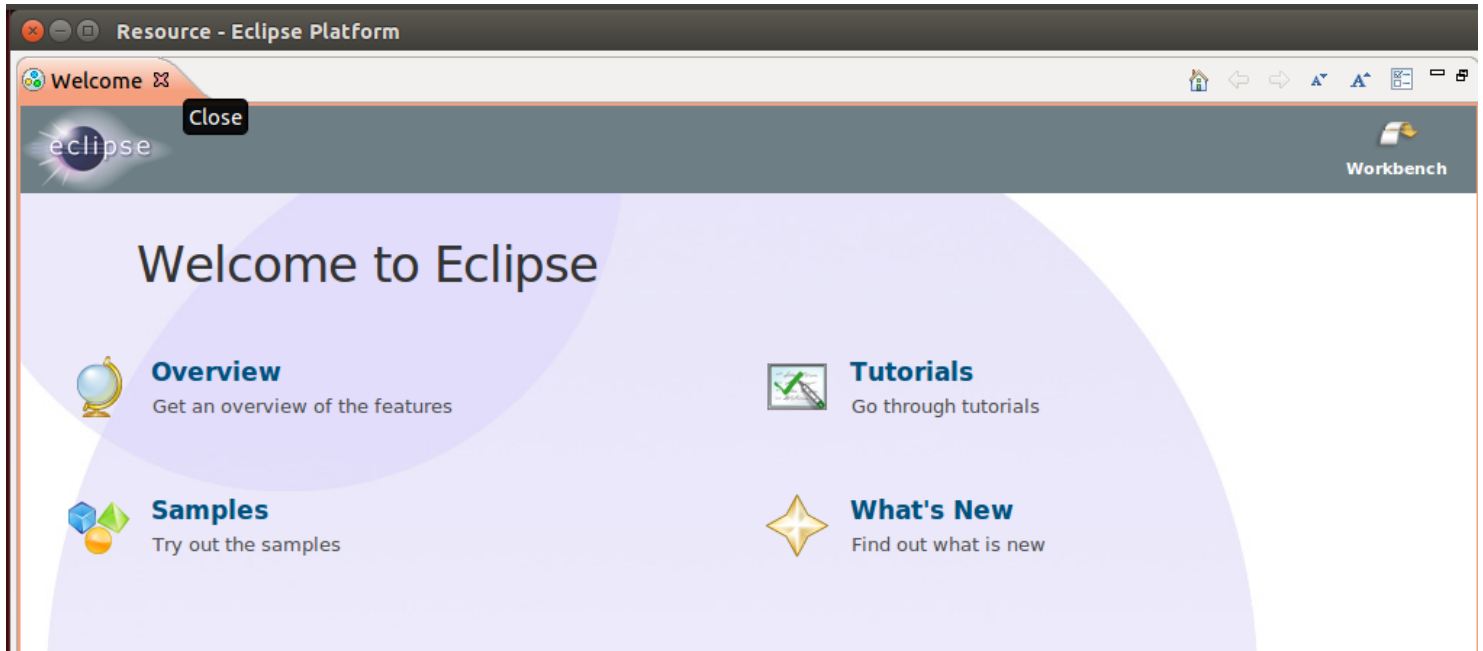 Resource - Eclipse Platform
Welcome
Close
eclipse
Workbench
Welcome to Eclipse
Overview
Get an overview of the features
Tutorials
Go through tutorials
Samples
Try out the samples
What's New
Find out what is new